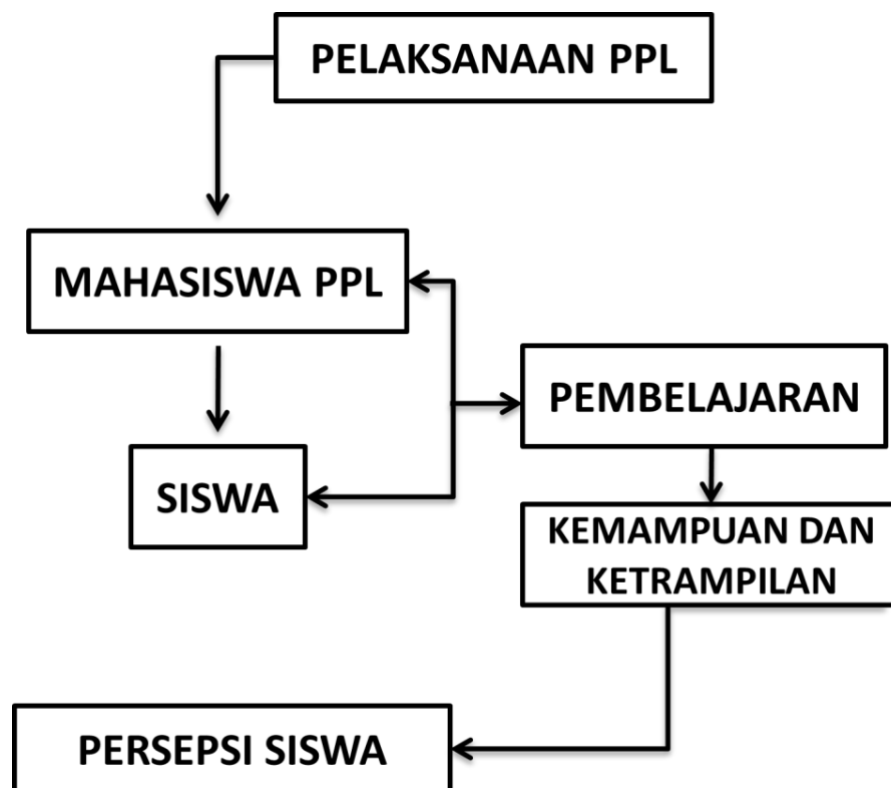 PELAKSANAAN PPL
MAHASISWA PPL
PEMBELAJARAN
SISWA
KEMAMPUAN DAN
KETRAMPILAN
PERSEPSI SISWA